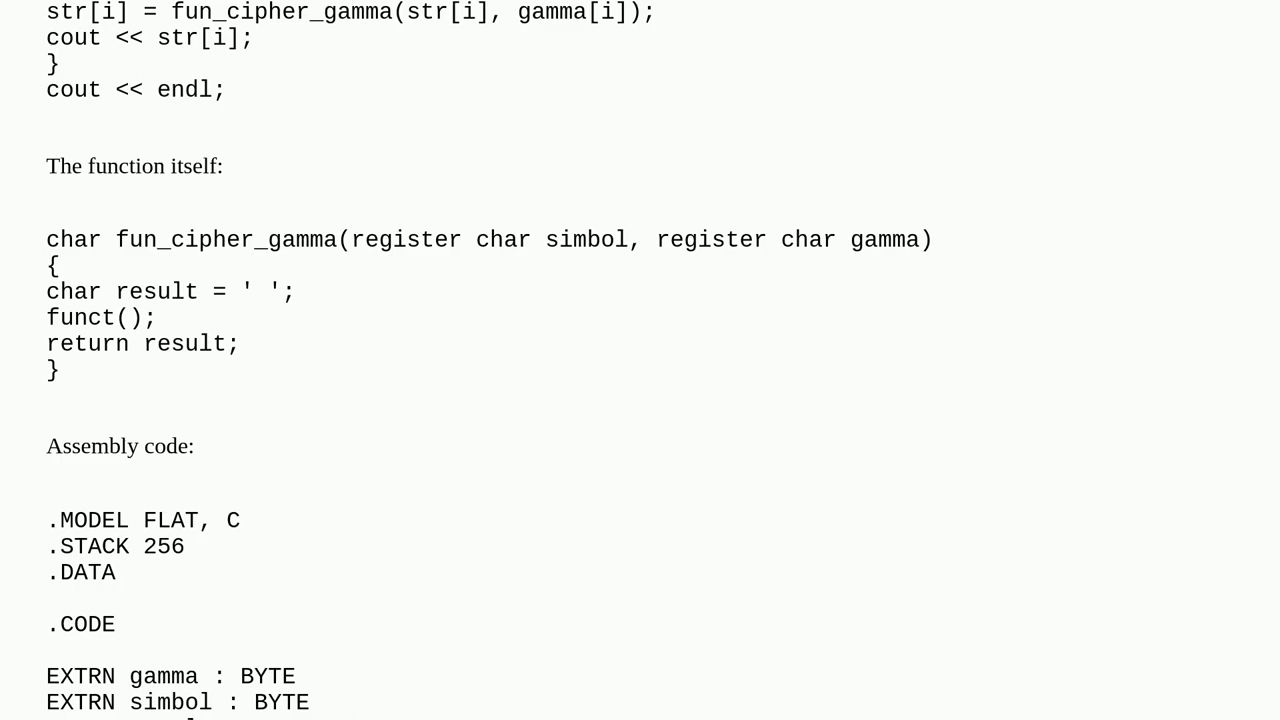 str[i] = fun_cipher_gamma(str[i], gamma[i]);
cout << str[i];
}
cout << endl;
The function itself:
char fun_cipher_gamma(register char simbol, register char gamma)
{
char result = ' ';
funct();
return result;
}
Assembly code:
.MODEL FLAT, C
.STACK 256
.DATA
.CODE
EXTRN gamma : BYTE
EXTRN simbol : BYTE